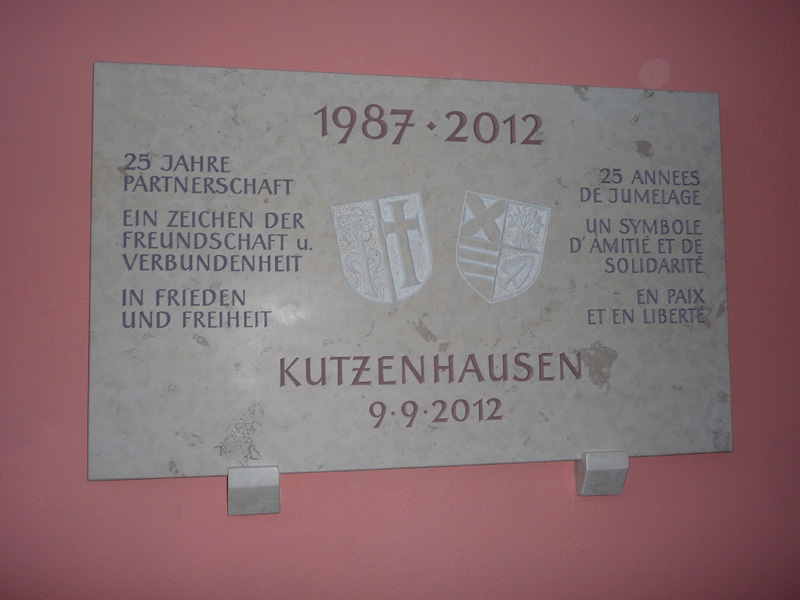 1987 · 2012
25 JAHRE
PARTNERSCHAFT
EIN ZEICHEN DER
FREUNDSCHAFT u.
VERBUNDENHEIT
IN FRIEDEN
UND FREIHEIT
25 ANNEES
DE JUMELAGE
UN SYMBOLE
D'AMITIÉ ET DE
SOLIDARITÉ
EN PAIX
ET EN LIBERTÉ
KUTZENHAUSEN
9·9·2012